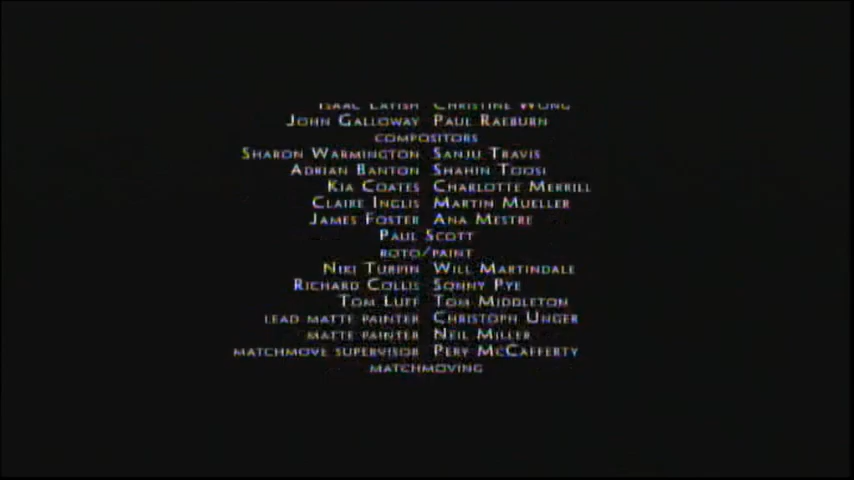 Christine Wong
John Galloway Paul Raeburn
compositors
Sharon Warmington Sanju Travis
Adrian Banton Shahin Toosi
Kia Coates Charlotte Merrill
Claire Inglis Martin Mueller
James Foster Ana Mestre
Paul Scott
roto/paint
Niki Turpin Will Martindale
Richard Collis Sonny Pye
Tom Luff Tom Middleton
lead matte painter Christoph Unger
matte painter Neil Miller
matchmove supervisor Pery McCafferty
matchmoving